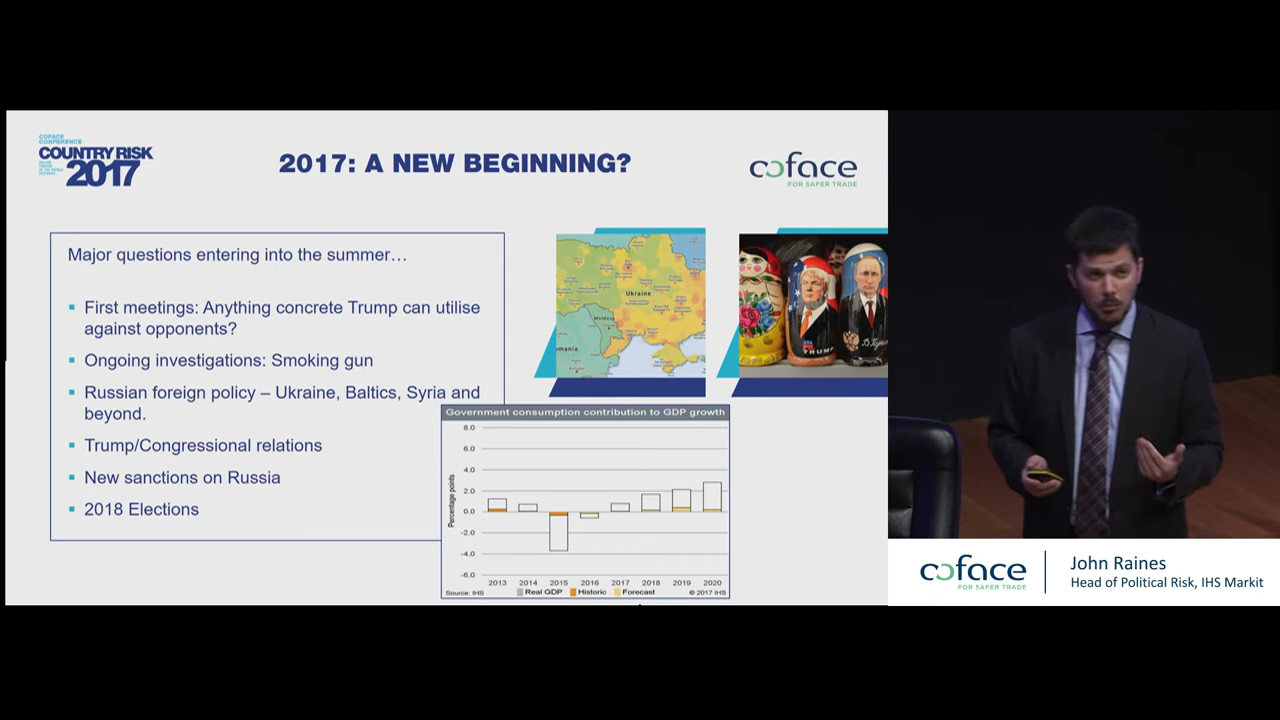 COFACE
CONFERENCE
COUNTRY RISK
2017
2017: A NEW BEGINNING?
coface
FOR SAFER TRADE
Major questions entering into the summer…
▪ First meetings: Anything concrete Trump can utilise
against opponents?
▪ Ongoing investigations: Smoking gun
▪ Russian foreign policy – Ukraine, Baltics, Syria and
beyond.
▪ Trump/Congressional relations
▪ New sanctions on Russia
▪ 2018 Elections
Ukraine
Moldova
mania
TRUMP
Government consumption contribution to GDP growth
Percentage points
8.0
6.0
4.0
2.0
0.0
-2.0
-4.0
-6.0
2013 2014 2015 2016 2017 2018 2019 2020
Real GDP Historic Forecast
Source: IHS
© 2017 IHS
coface
FOR SAFER TRADE
John Raines
Head of Political Risk, IHS Markit